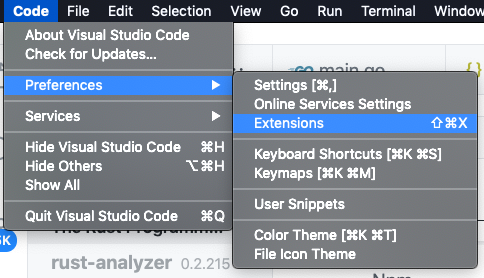 Code File Edit Selection View Go Run Terminal Window
About Visual Studio Code
Check for Updates...
Preferences
Services
Hide Visual Studio Code ⌘H
Hide Others ⌥⌘H
Show All
Quit Visual Studio Code ⌘Q
Settings [⌘,]
Online Services Settings
Extensions ⇧⌘X
Keyboard Shortcuts [⌘K ⌘S]
Keymaps [⌘K ⌘M]
User Snippets
Color Theme [⌘K ⌘T]
File Icon Theme
main.go {}
5K
rust-analyzer 0.2.215